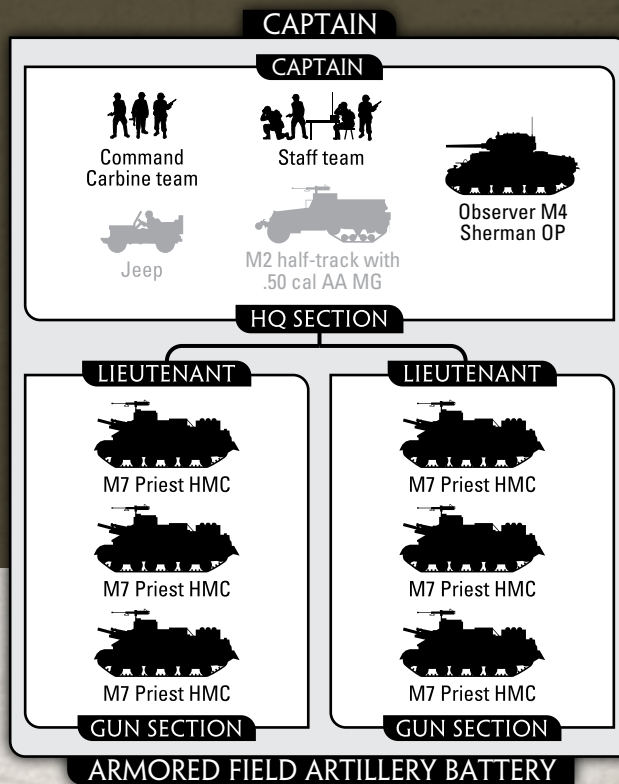 CAPTAIN
CAPTAIN
Command
Carbine team
Staff team
Observer M4
Sherman OP
Jeep
M2 half-track with
.50 cal AA MG
HQ SECTION
LIEUTENANT
M7 Priest HMC
M7 Priest HMC
M7 Priest HMC
GUN SECTION
LIEUTENANT
M7 Priest HMC
M7 Priest HMC
M7 Priest HMC
GUN SECTION
ARMORED FIELD ARTILLERY BATTERY